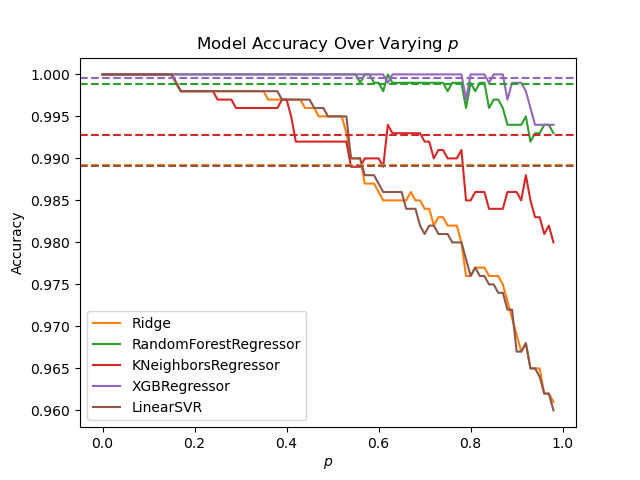 Model Accuracy Over Varying p
1.000
0.995
0.990
0.985
0.980
0.975
0.970
0.965
0.960
Accuracy
Ridge
RandomForestRegressor
KNeighborsRegressor
XGBRegressor
LinearSVR
0.0 0.2 0.4 0.6 0.8 1.0
p